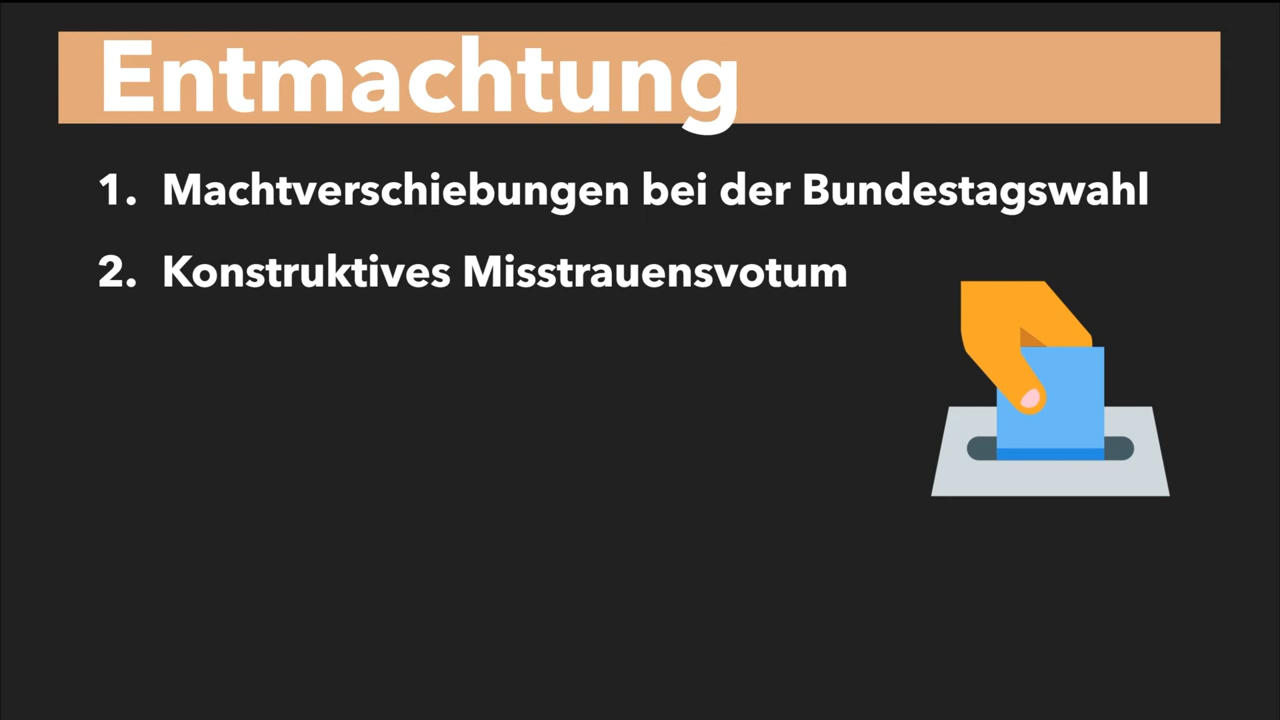 Entmachtung
1. Machtverschiebungen bei der Bundestagswahl
2. Konstruktives Misstrauensvotum